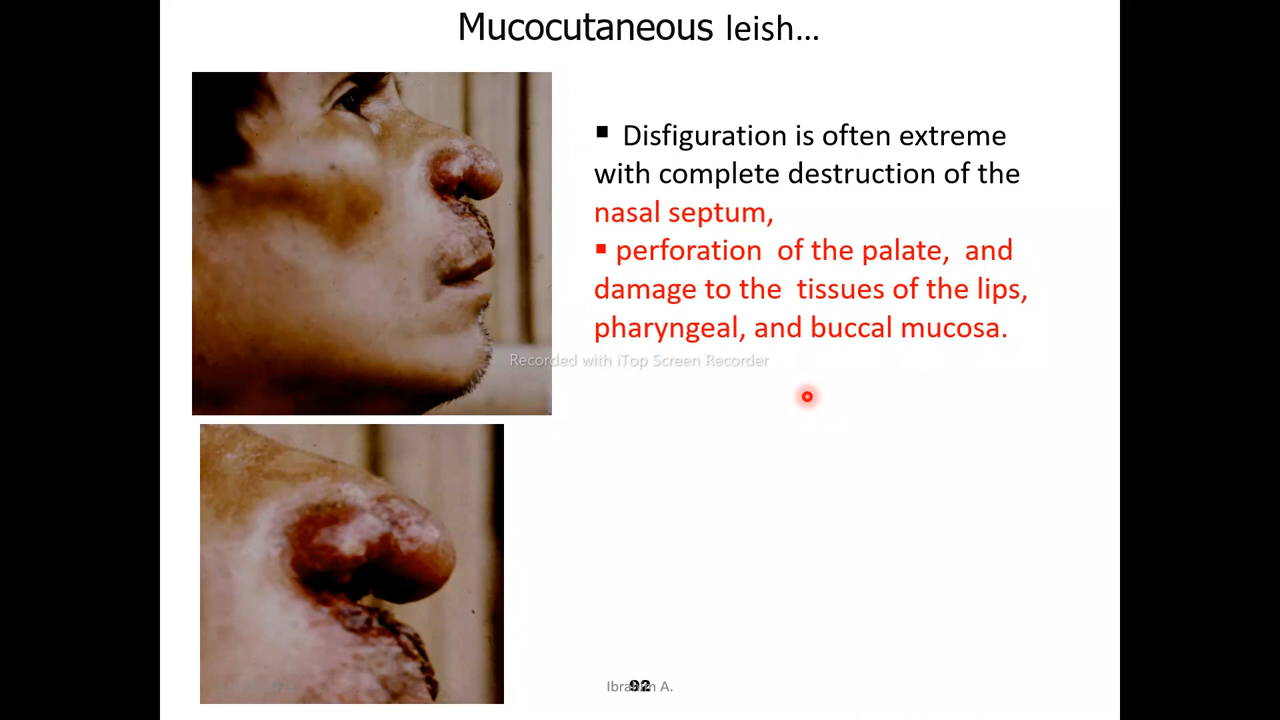 Mucocutaneous leish...
▪ Disfiguration is often extreme
with complete destruction of the
nasal septum,
▪ perforation of the palate, and
damage to the tissues of the lips,
pharyngeal, and buccal mucosa.
Recorded with iTop Screen Recorder
Ibrahim A.